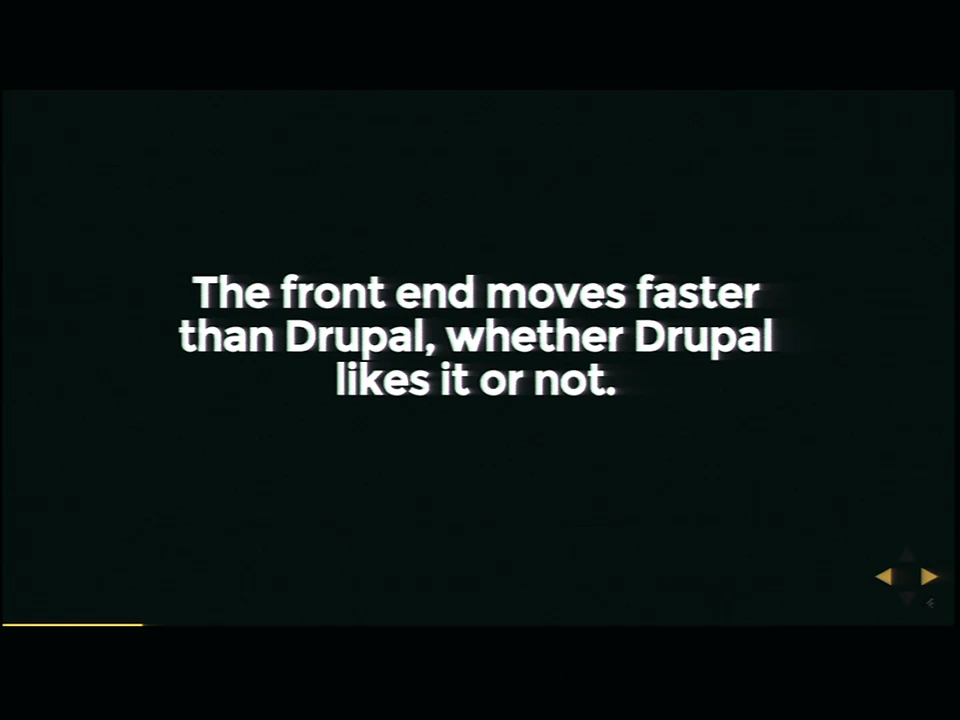 The front end moves faster
than Drupal, whether Drupal
likes it or not.